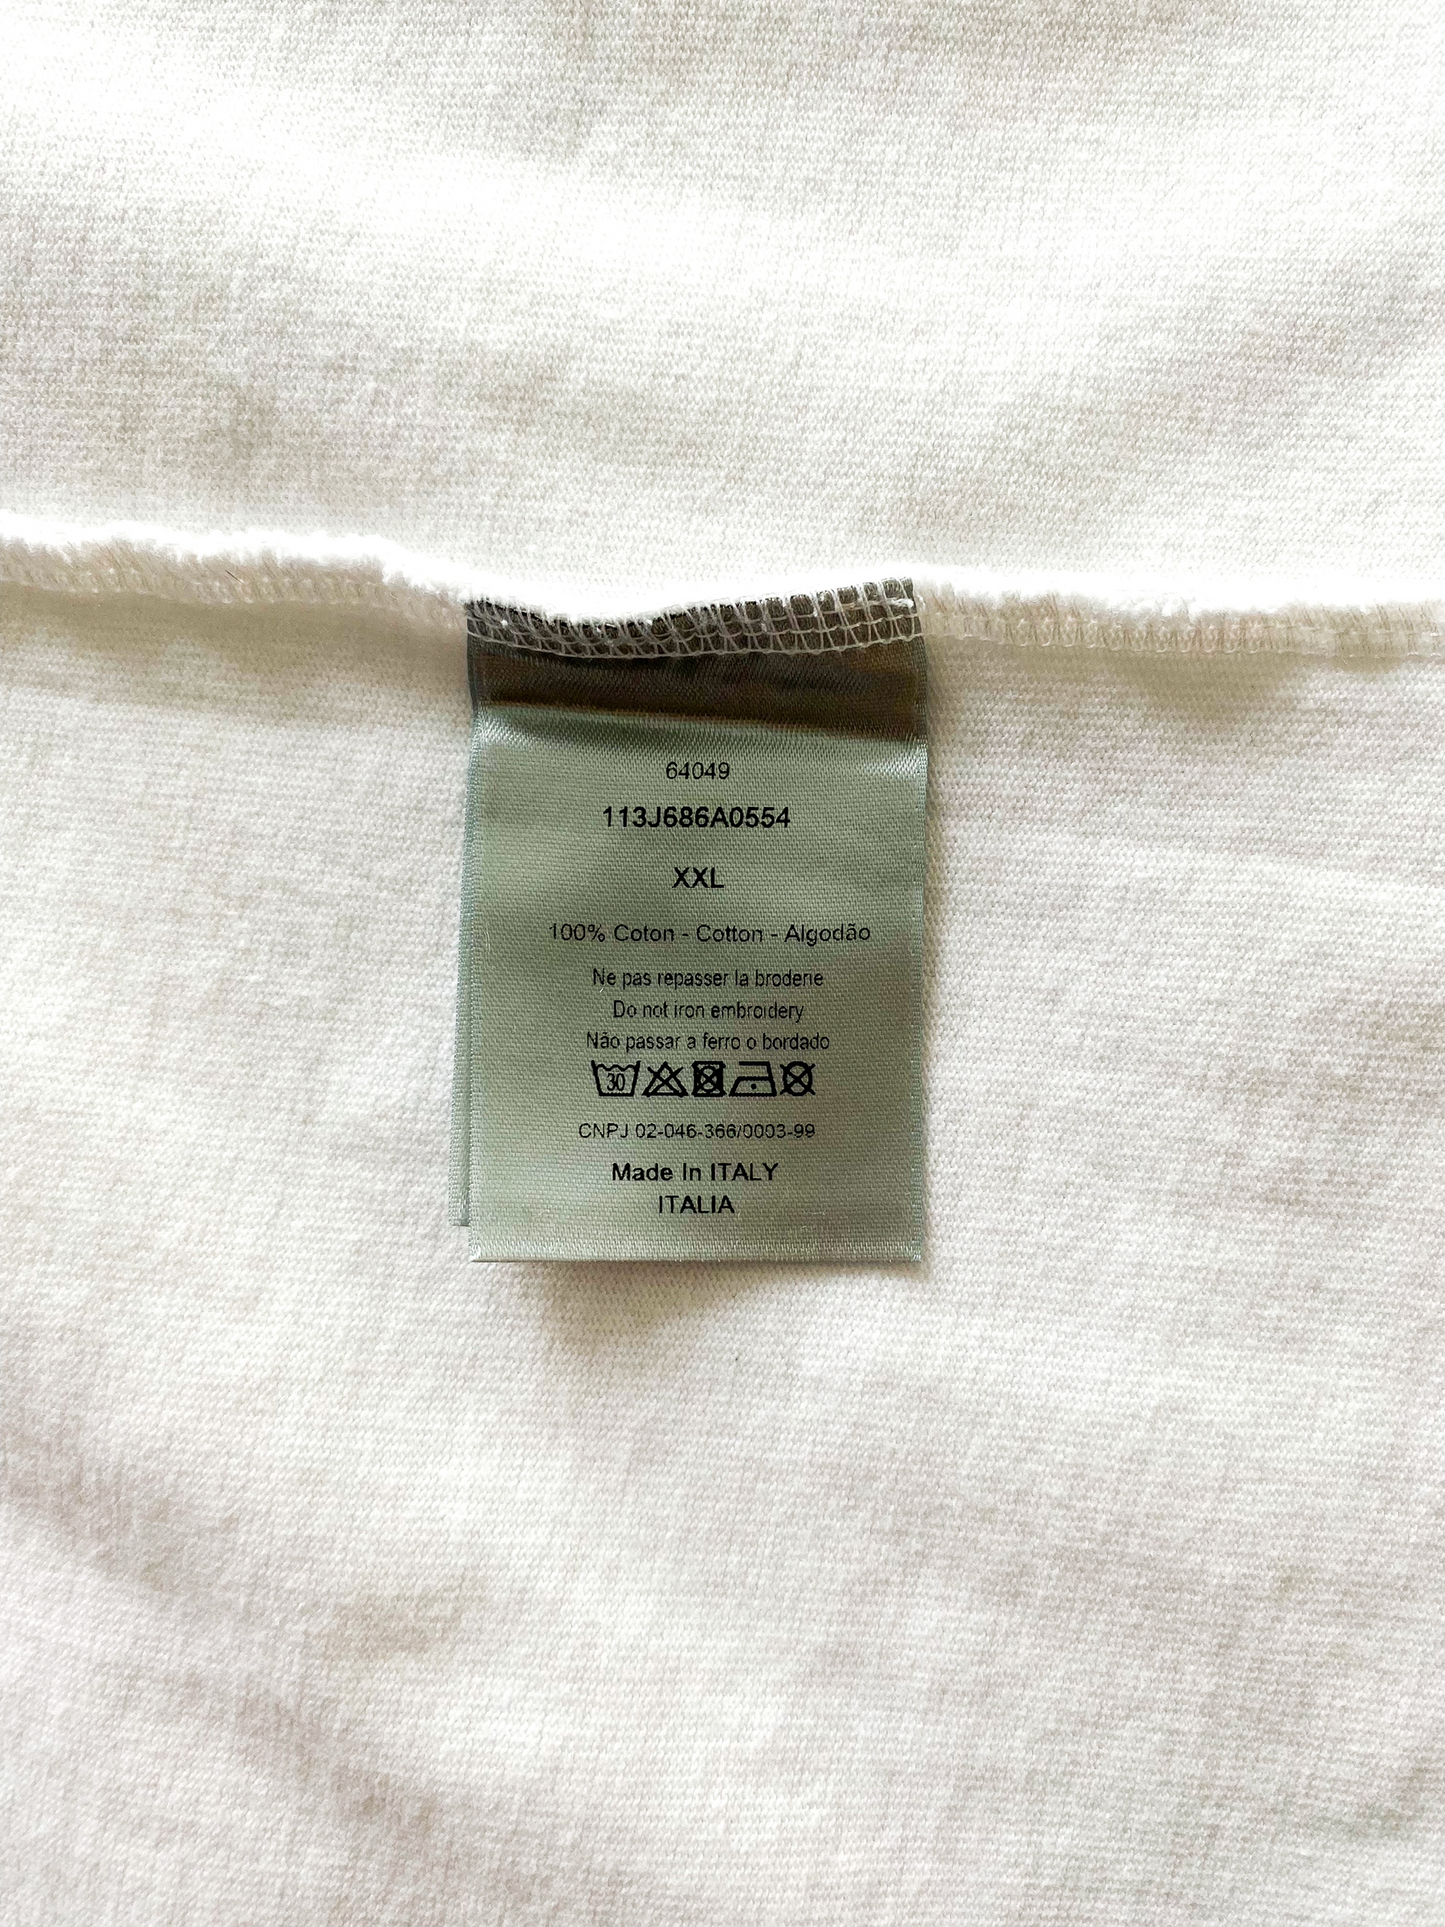 64049
113J686A0554
XXL
100% Coton - Cotton - Algodão
Ne pas repasser la broderie
Do not iron embroidery
Não passar a ferro o bordado
30
CNPJ 02-046-366/0003-99
Made In ITALY
ITALIA